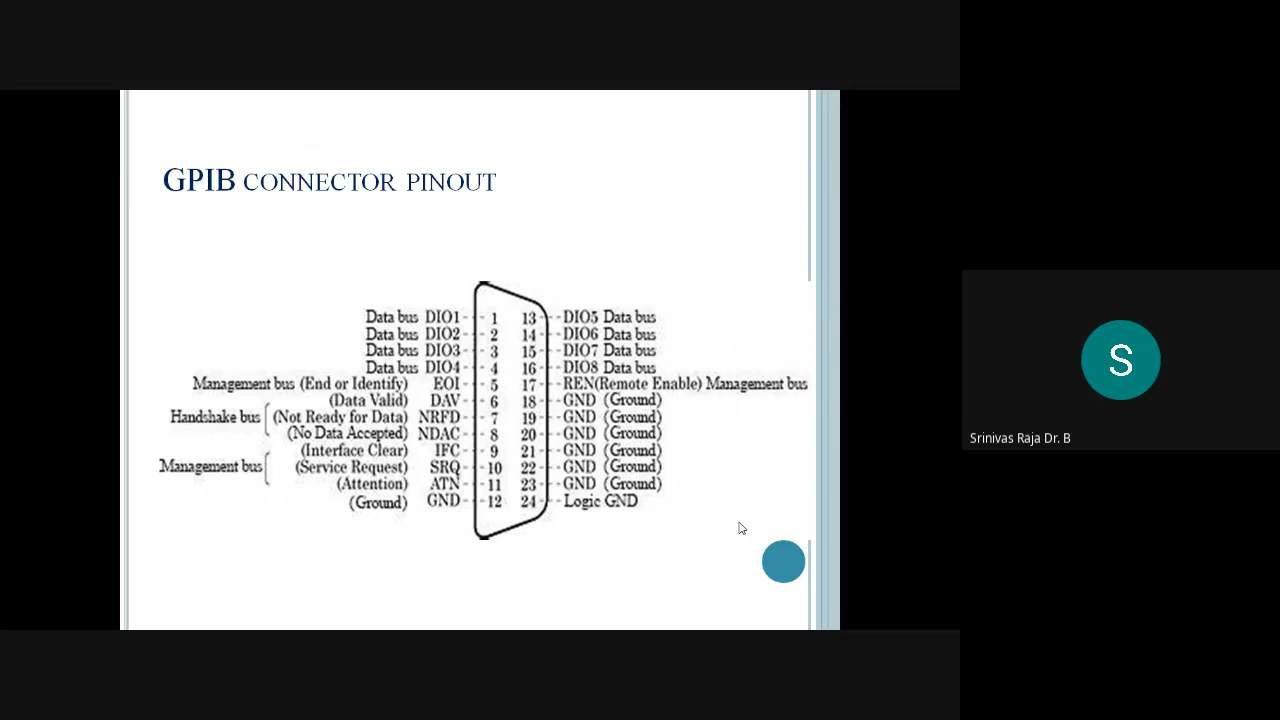 GPIB CONNECTOR PINOUT
Data bus DIO1 1 13 DIO5 Data bus
Data bus DIO2 2 14 DIO6 Data bus
Data bus DIO3 3 15 DIO7 Data bus
Data bus DIO4 4 16 DIO8 Data bus
Management bus (End or Identify) EOI 5 17 REN(Remote Enable) Management bus
(Data Valid) DAV 6 18 GND (Ground)
Handshake bus (Not Ready for Data) NRFD 7 19 GND (Ground)
(No Data Accepted) NDAC 8 20 GND (Ground)
(Interface Clear) IFC 9 21 GND (Ground)
Management bus (Service Request) SRQ 10 22 GND (Ground)
(Attention) ATN 11 23 GND (Ground)
(Ground) GND 12 24 Logic GND
S
Srinivas Raja Dr. B